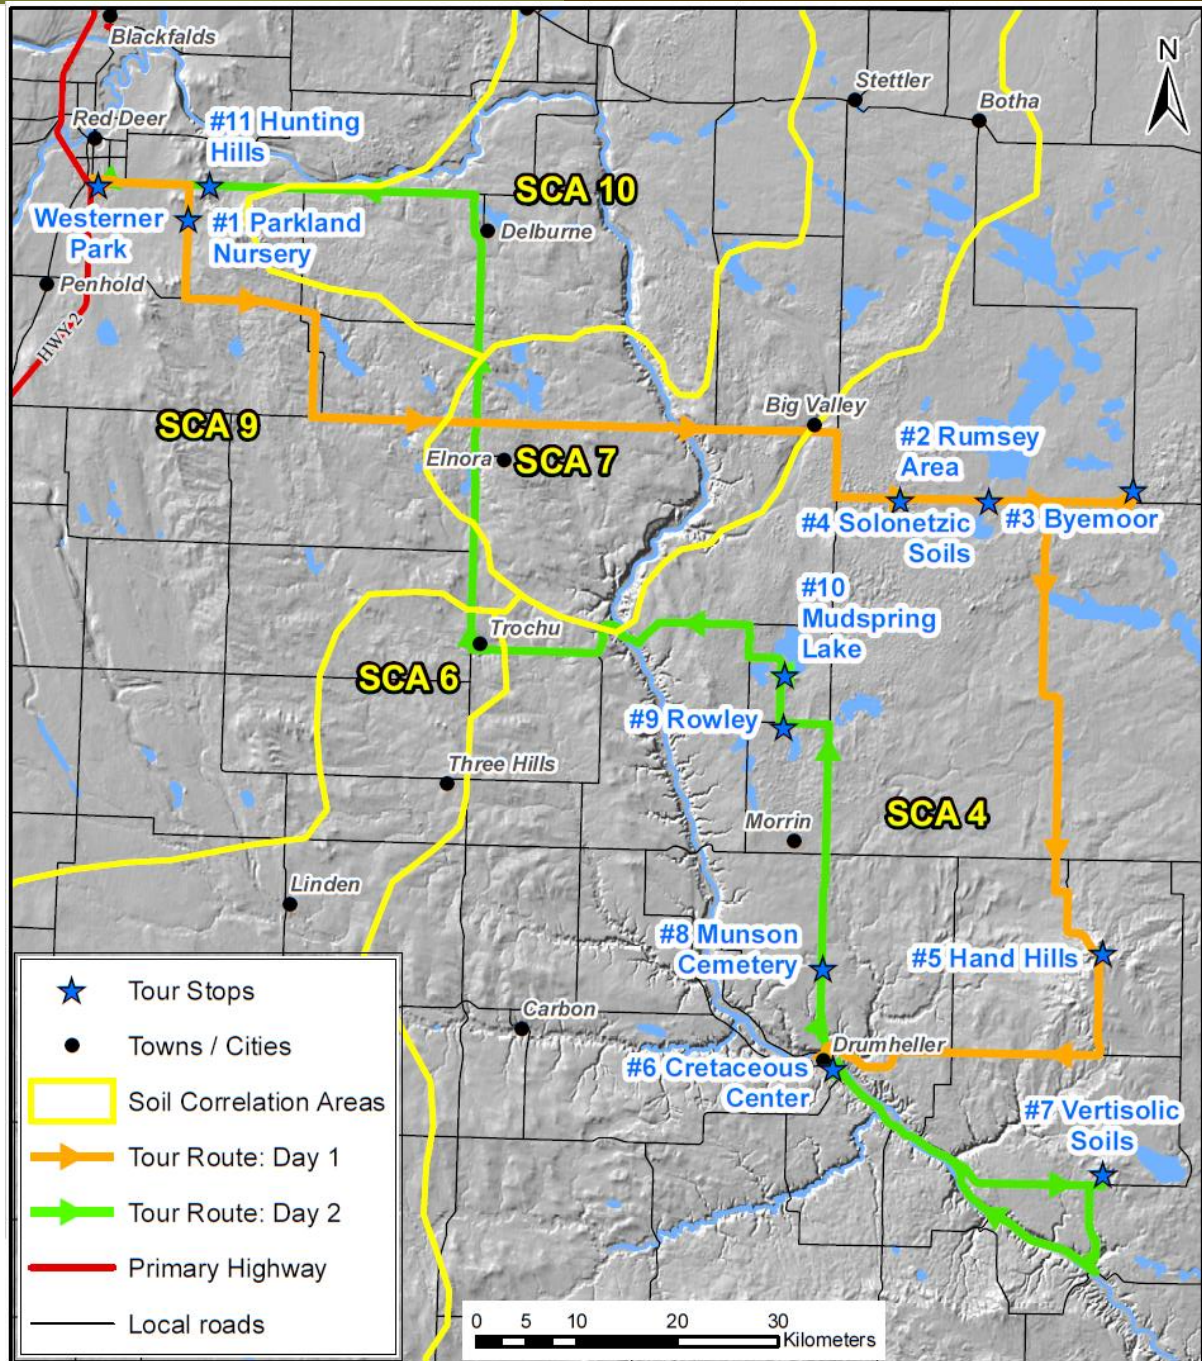 Blackfalds
N
Stettler
Botha
Red Deer
#11 Hunting
Hills
SCA 10
Westerner
Park
#1 Parkland
Nursery
Delburne
Penhold
HWY 2
SCA 9
Big Valley
#2 Rumsey
Area
Elnora
SCA 7
#4 Solonetzic
Soils
#3 Byemoor
#10
Mudspring
Lake
Trochu
SCA 6
#9 Rowley
Three Hills
SCA 4
Morrin
Linden
#8 Munson
Cemetery
#5 Hand Hills
Carbon
Drumheller
#6 Cretaceous
Center
#7 Vertisolic
Soils
Tour Stops
Towns / Cities
Soil Correlation Areas
Tour Route: Day 1
Tour Route: Day 2
Primary Highway
Local roads
0 5 10 20 30
Kilometers